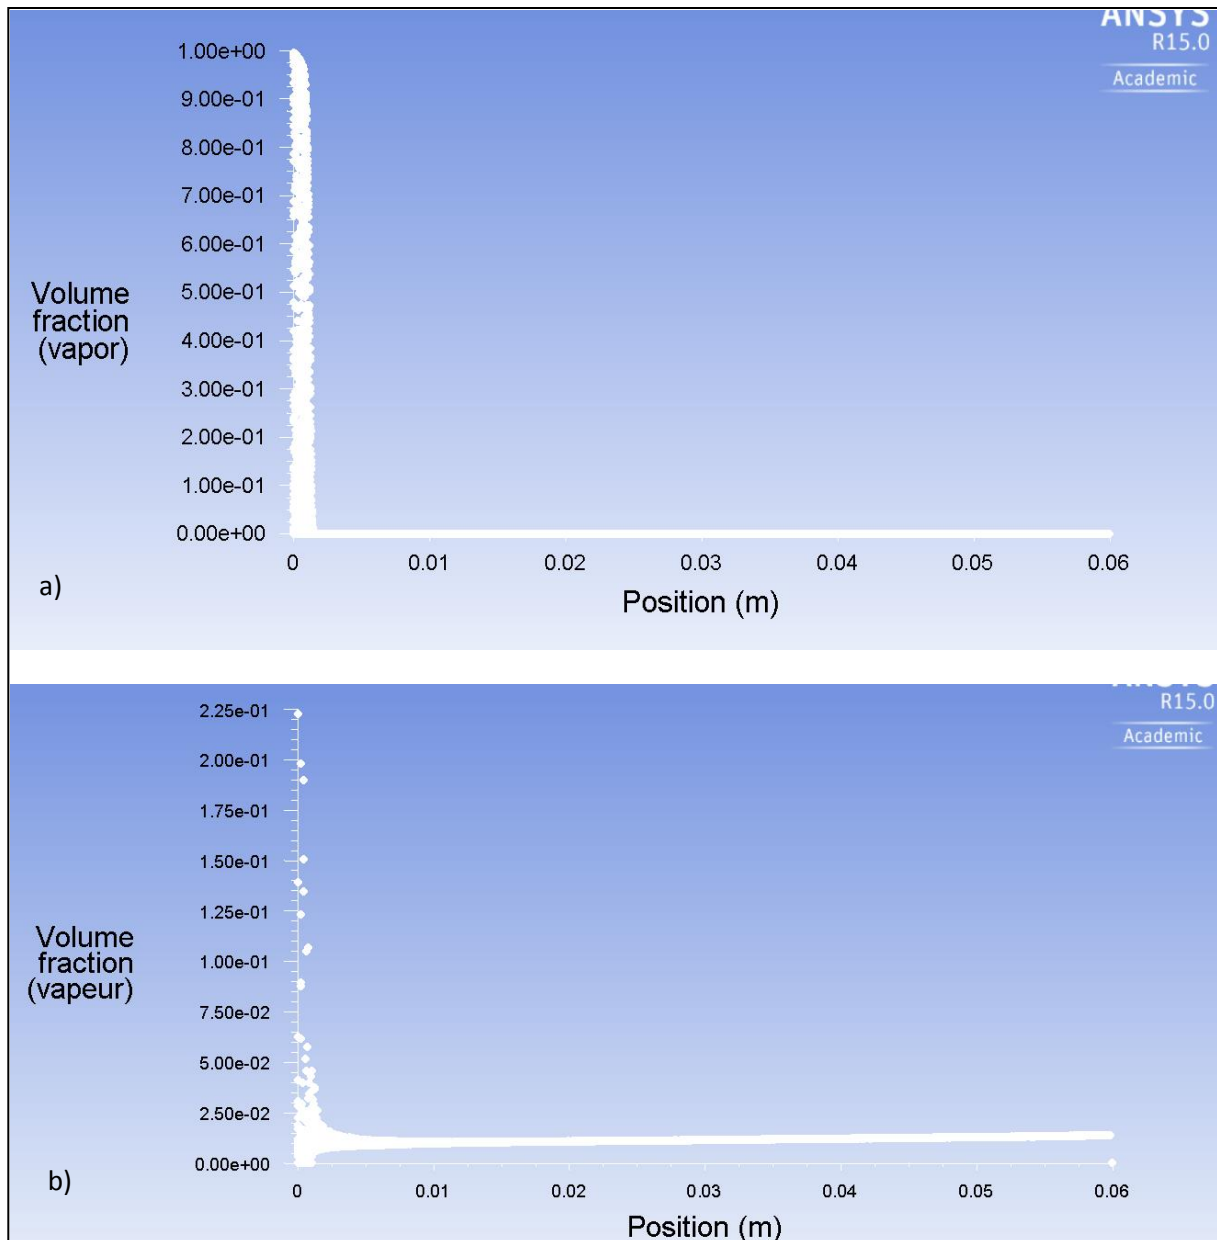 ANSYS
R15.0
Academic
1.00e+00
9.00e-01
8.00e-01
7.00e-01
6.00e-01
5.00e-01
4.00e-01
3.00e-01
2.00e-01
1.00e-01
0.00e+00
Volume
fraction
(vapor)
0 0.01 0.02 0.03 0.04 0.05 0.06
Position (m)
a)
ANSYS
R15.0
Academic
2.25e-01
2.00e-01
1.75e-01
1.50e-01
1.25e-01
1.00e-01
7.50e-02
5.00e-02
2.50e-02
0.00e+00
Volume
fraction
(vapeur)
0 0.01 0.02 0.03 0.04 0.05 0.06
Position (m)
b)